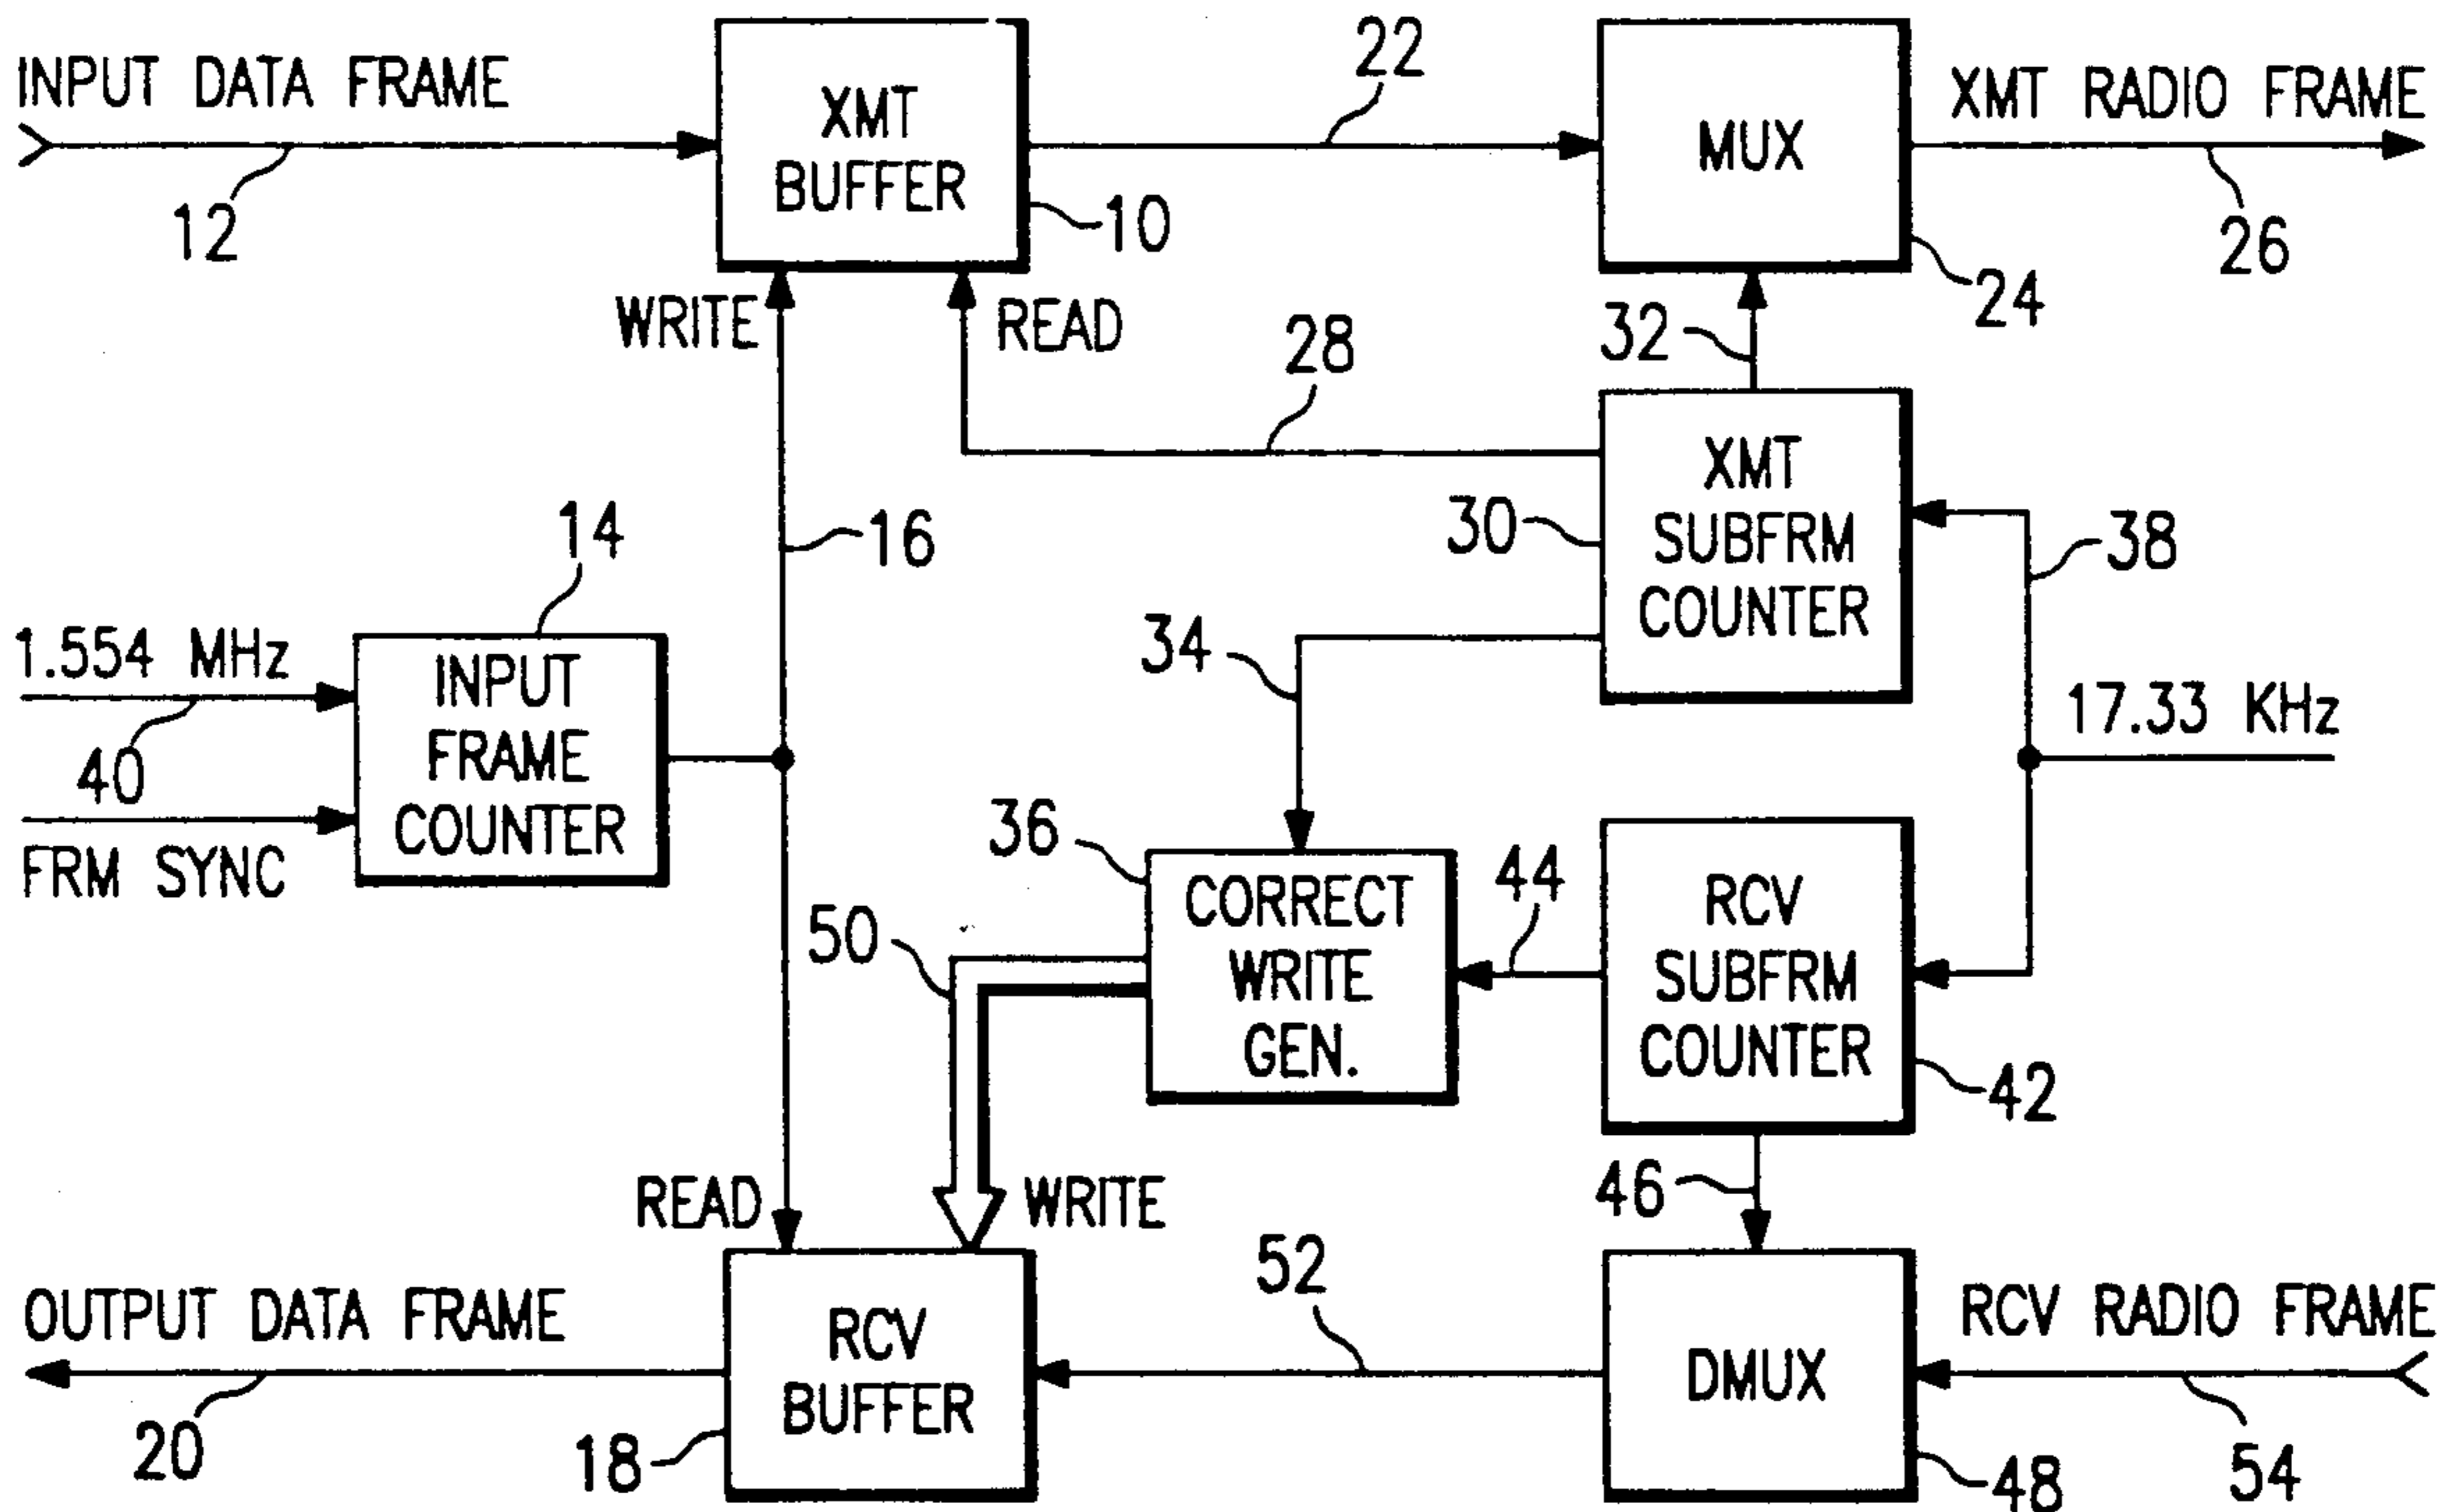 INPUT DATA FRAME
12
XMT
BUFFER
10
22
MUX
24
XMT RADIO FRAME
26
WRITE
READ
28
32
14
16
30
XMT
SUBFRM
COUNTER
38
1.554 MHz
40
FRM SYNC
INPUT
FRAME
COUNTER
34
17.33 KHz
36
CORRECT
WRITE
GEN.
44
RCV
SUBFRM
COUNTER
42
50
READ
WRITE
46
OUTPUT DATA FRAME
20
RCV
BUFFER
18
52
DMUX
48
RCV RADIO FRAME
54